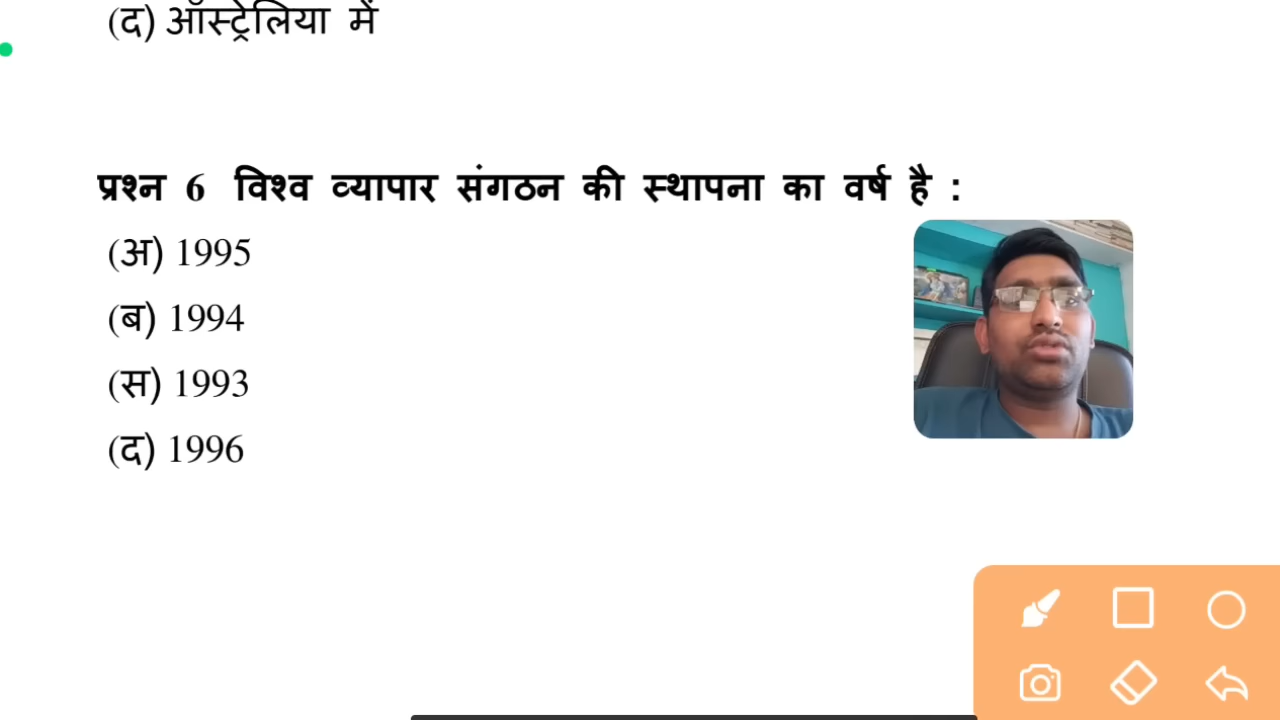 (द) ऑस्ट्रेलिया में
प्रश्न 6 विश्व व्यापार संगठन की स्थापना का वर्ष है :
(अ) 1995
(ब) 1994
(स) 1993
(द) 1996